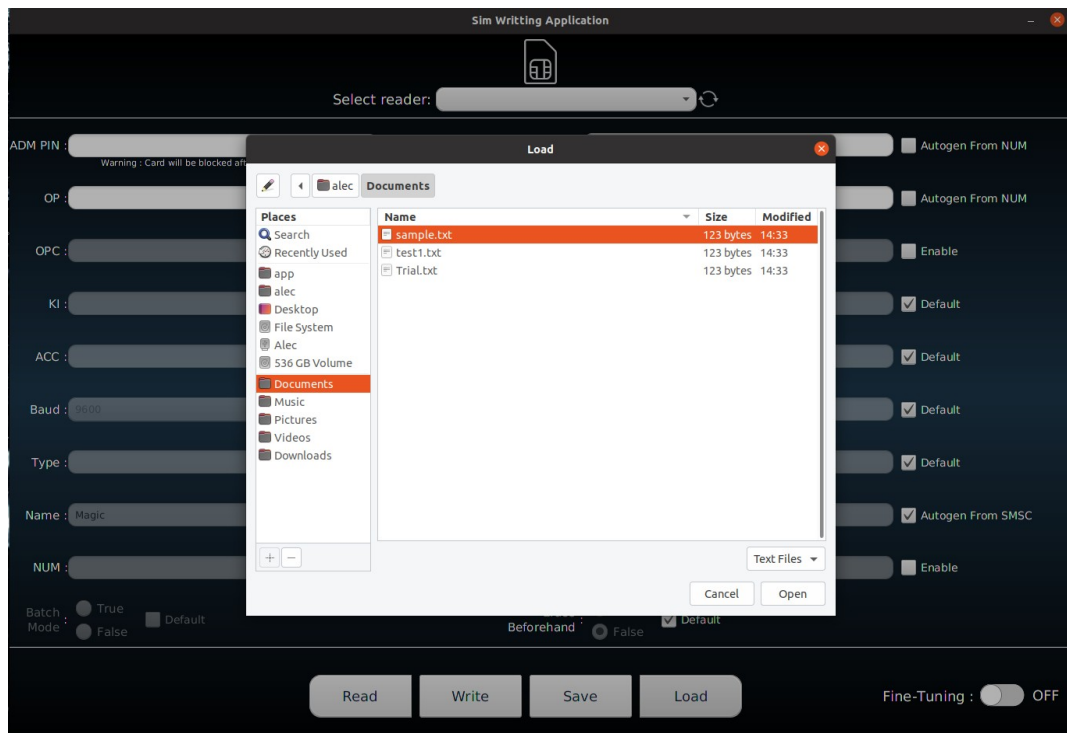 Sim Writting Application
Select reader:
ADM PIN :
Autogen From NUM
Warning : Card will be blocked aft
OP :
Autogen From NUM
OPC :
Enable
KI :
Default
ACC :
Default
Baud : 9600
Default
Type :
Default
Name : Magic
Autogen From SMSC
NUM :
Enable
Batch Mode : True False Default
Beforehand : False Default
Load
alec Documents
Places
Search
Recently Used
app
alec
Desktop
File System
Alec
536 GB Volume
Documents
Music
Pictures
Videos
Downloads
Name Size Modified
sample.txt 123 bytes 14:33
test1.txt 123 bytes 14:33
Trial.txt 123 bytes 14:33
Text Files
Cancel Open
Read Write Save Load
Fine-Tuning : OFF